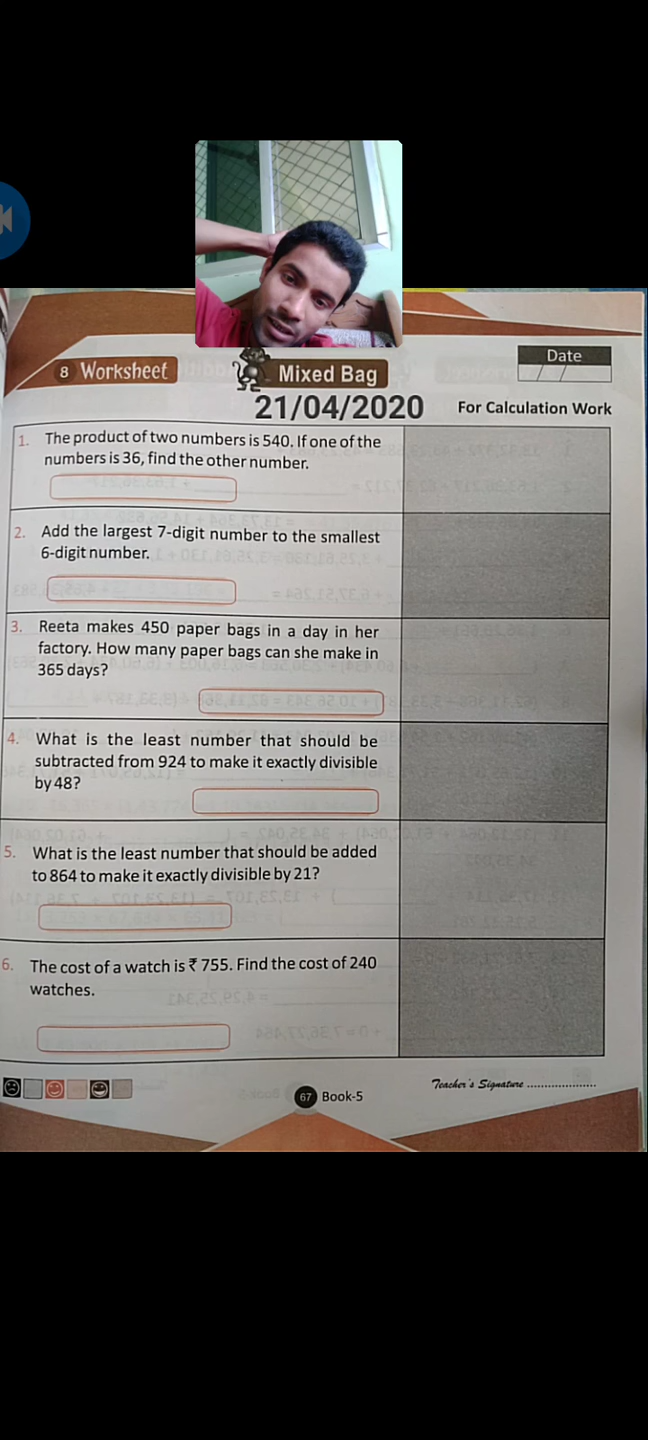 8 Worksheet
Mixed Bag
Date
/ /
21/04/2020
For Calculation Work
1. The product of two numbers is 540. If one of the
numbers is 36, find the other number.
2. Add the largest 7-digit number to the smallest
6-digit number.
3. Reeta makes 450 paper bags in a day in her
factory. How many paper bags can she make in
365 days?
4. What is the least number that should be
subtracted from 924 to make it exactly divisible
by 48?
5. What is the least number that should be added
to 864 to make it exactly divisible by 21?
6. The cost of a watch is ₹ 755. Find the cost of 240
watches.
Teacher's Signature .....................
67 Book-5